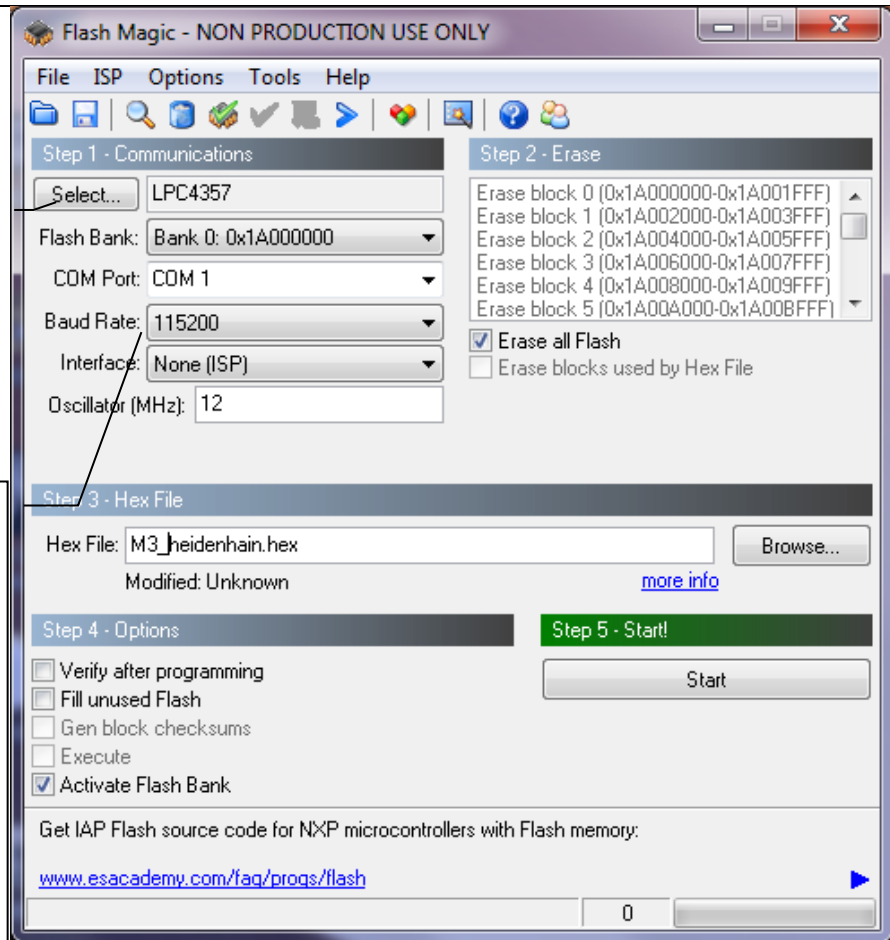 Flash Magic - NON PRODUCTION USE ONLY
File ISP Options Tools Help
Step 1 - Communications
Select... LPC4357
Flash Bank: Bank 0: 0x1A000000
COM Port: COM 1
Baud Rate: 115200
Interface: None (ISP)
Oscillator (MHz): 12
Step 2 - Erase
Erase block 0 (0x1A000000-0x1A001FFF)
Erase block 1 (0x1A002000-0x1A003FFF)
Erase block 2 (0x1A004000-0x1A005FFF)
Erase block 3 (0x1A006000-0x1A007FFF)
Erase block 4 (0x1A008000-0x1A009FFF)
Erase block 5 (0x1A00A000-0x1A00BFFF)
Erase all Flash
Erase blocks used by Hex File
Step 3 - Hex File
Hex File: M3_heidenhain.hex Browse...
Modified: Unknown more info
Step 4 - Options
Verify after programming
Fill unused Flash
Gen block checksums
Execute
Activate Flash Bank
Step 5 - Start!
Start
Get IAP Flash source code for NXP microcontrollers with Flash memory:
www.esacademy.com/faq/progs/flash
0